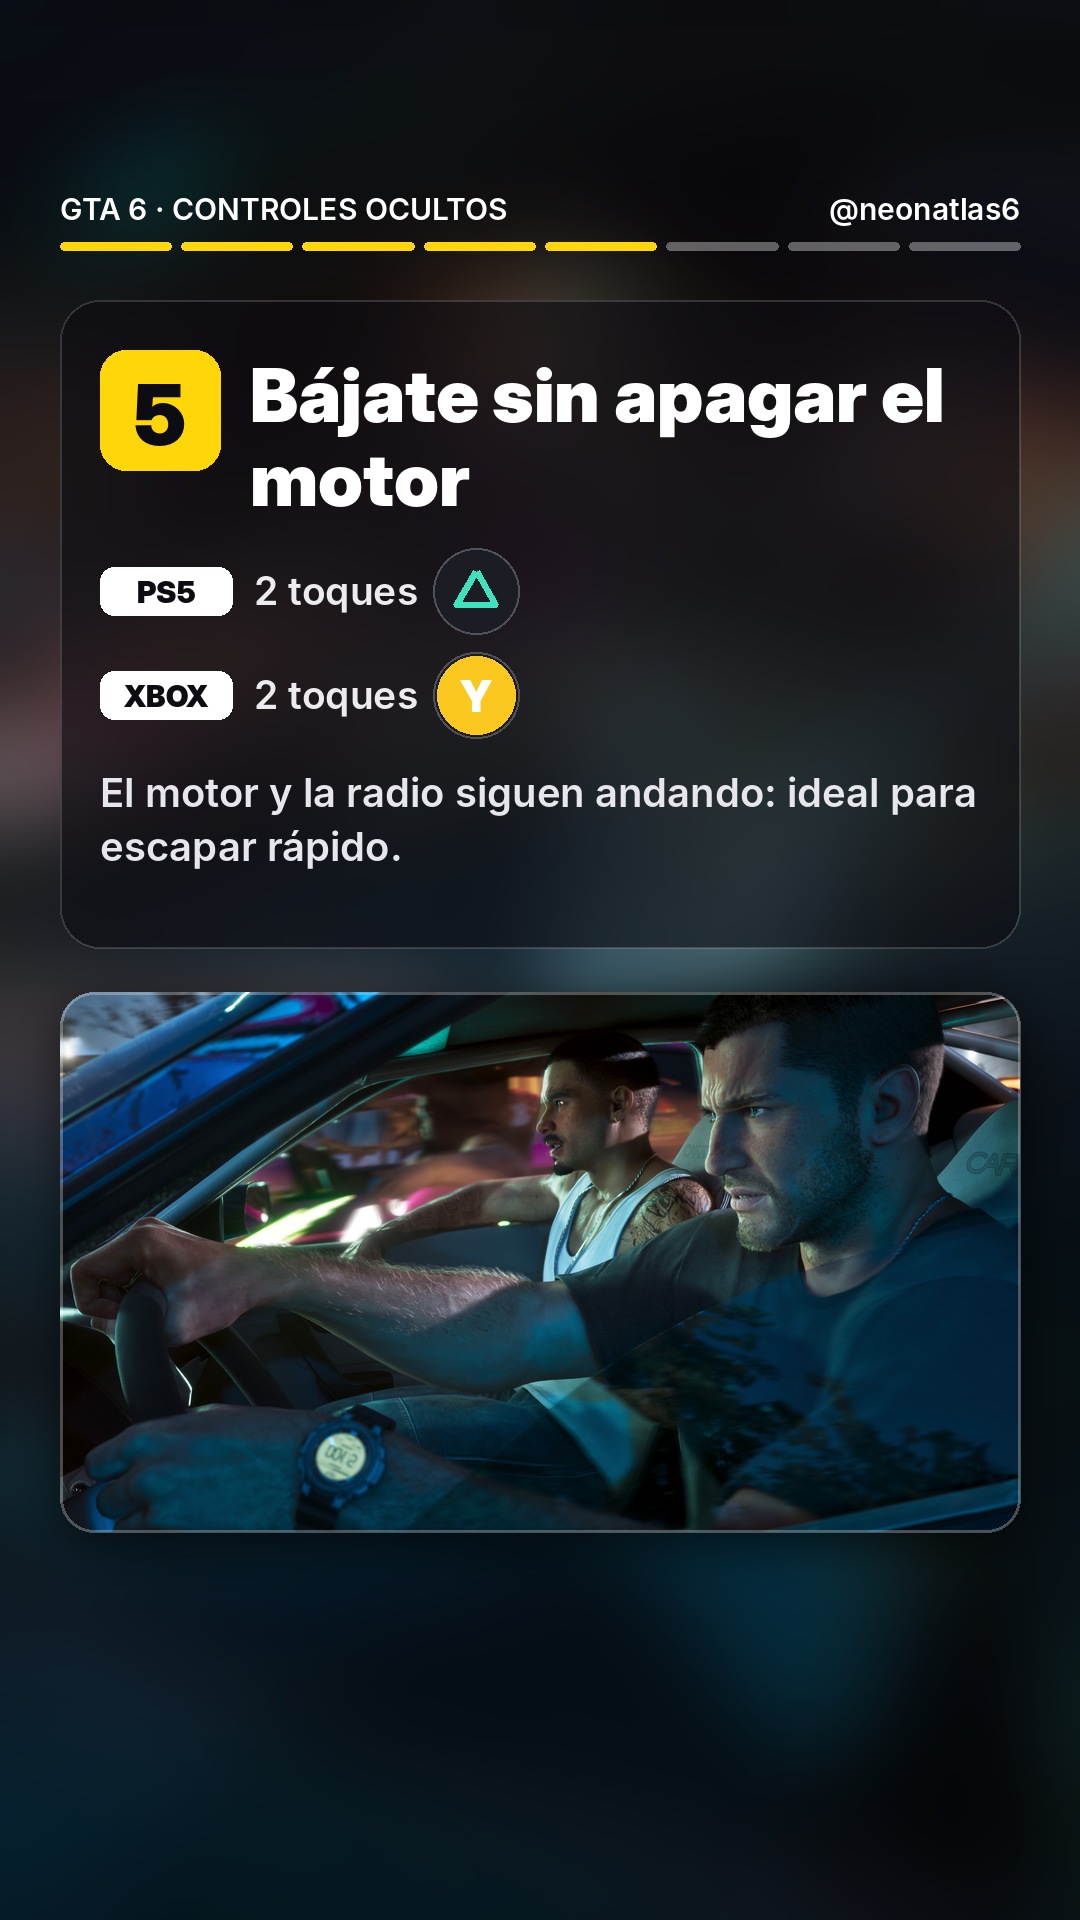 GTA 6 · CONTROLES OCULTOS
@neonatlas6
5
Bájate sin apagar el
motor
PS5 2 toques
XBOX 2 toques Y
El motor y la radio siguen andando: ideal para
escapar rápido.